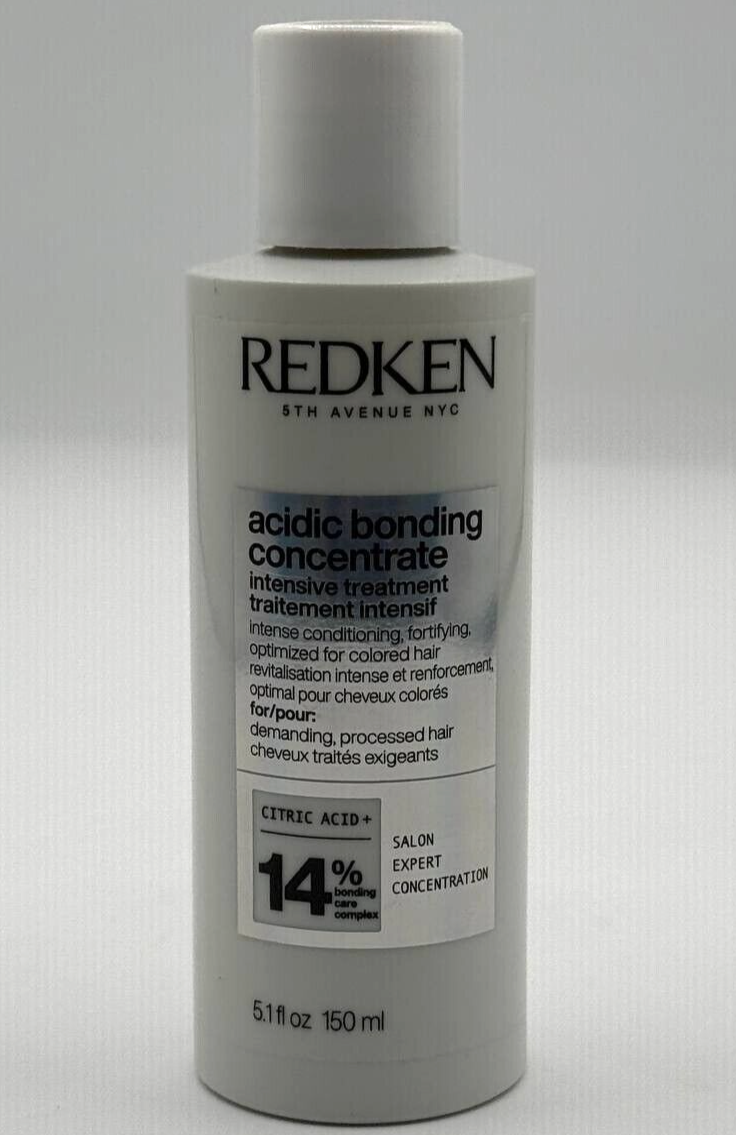 REDKEN
5TH AVENUE NYC
acidic bonding
concentrate
intensive treatment
traitement intensif
intense conditioning, fortifying,
optimized for colored hair
revitalisation intense et renforcement,
optimal pour cheveux colorés
for/pour:
demanding, processed hair
cheveux traités exigeants
CITRIC ACID+
14%
bonding
care
complex
SALON
EXPERT
CONCENTRATION
5.1 fl oz 150 ml